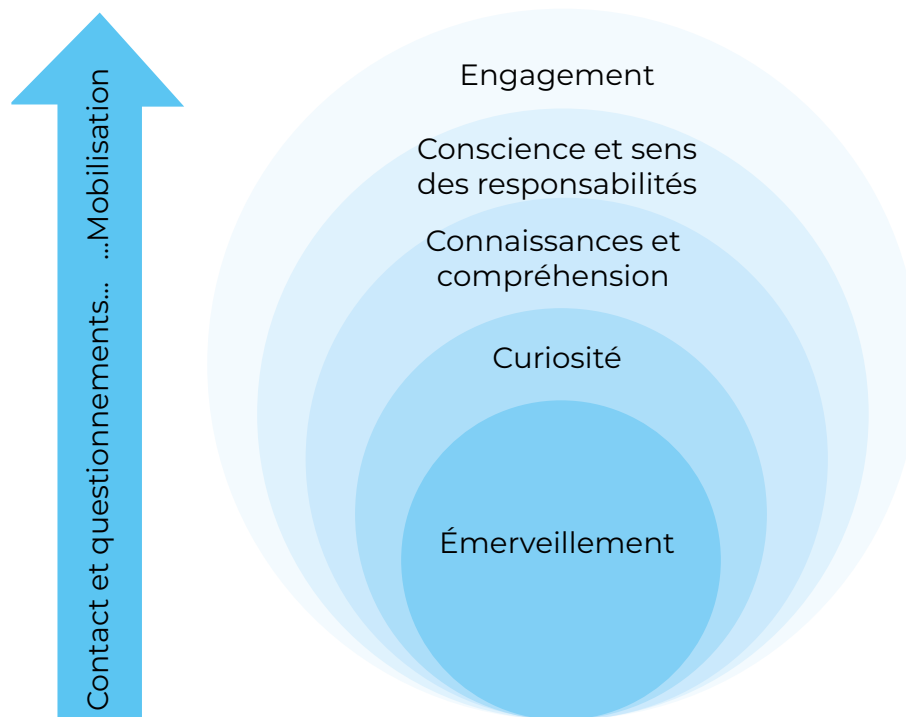 Engagement
Conscience et sens
des responsabilités
Connaissances et
compréhension
Curiosité
Émerveillement
Contact et questionnements... ...Mobilisation